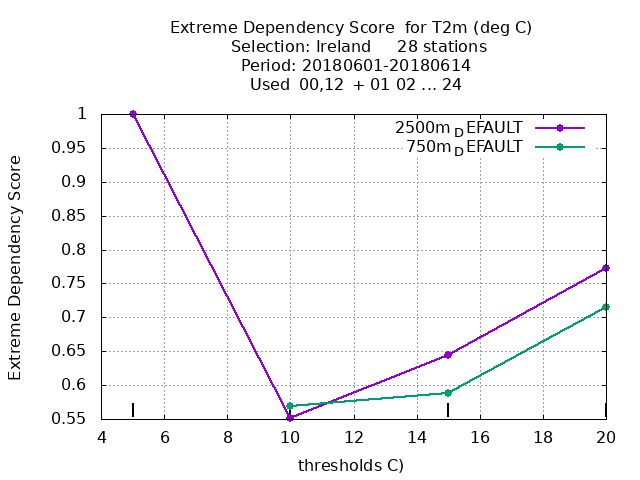 Extreme Dependency Score  for T2m (deg C)
Selection: Ireland     28 stations
Period: 20180601-20180614
Used  00,12  + 01 02 ... 24
2500m_DEFAULT
750m_DEFAULT
Extreme Dependency Score
1
0.95
0.9
0.85
0.8
0.75
0.7
0.65
0.6
0.55
4 6 8 10 12 14 16 18 20
thresholds C)